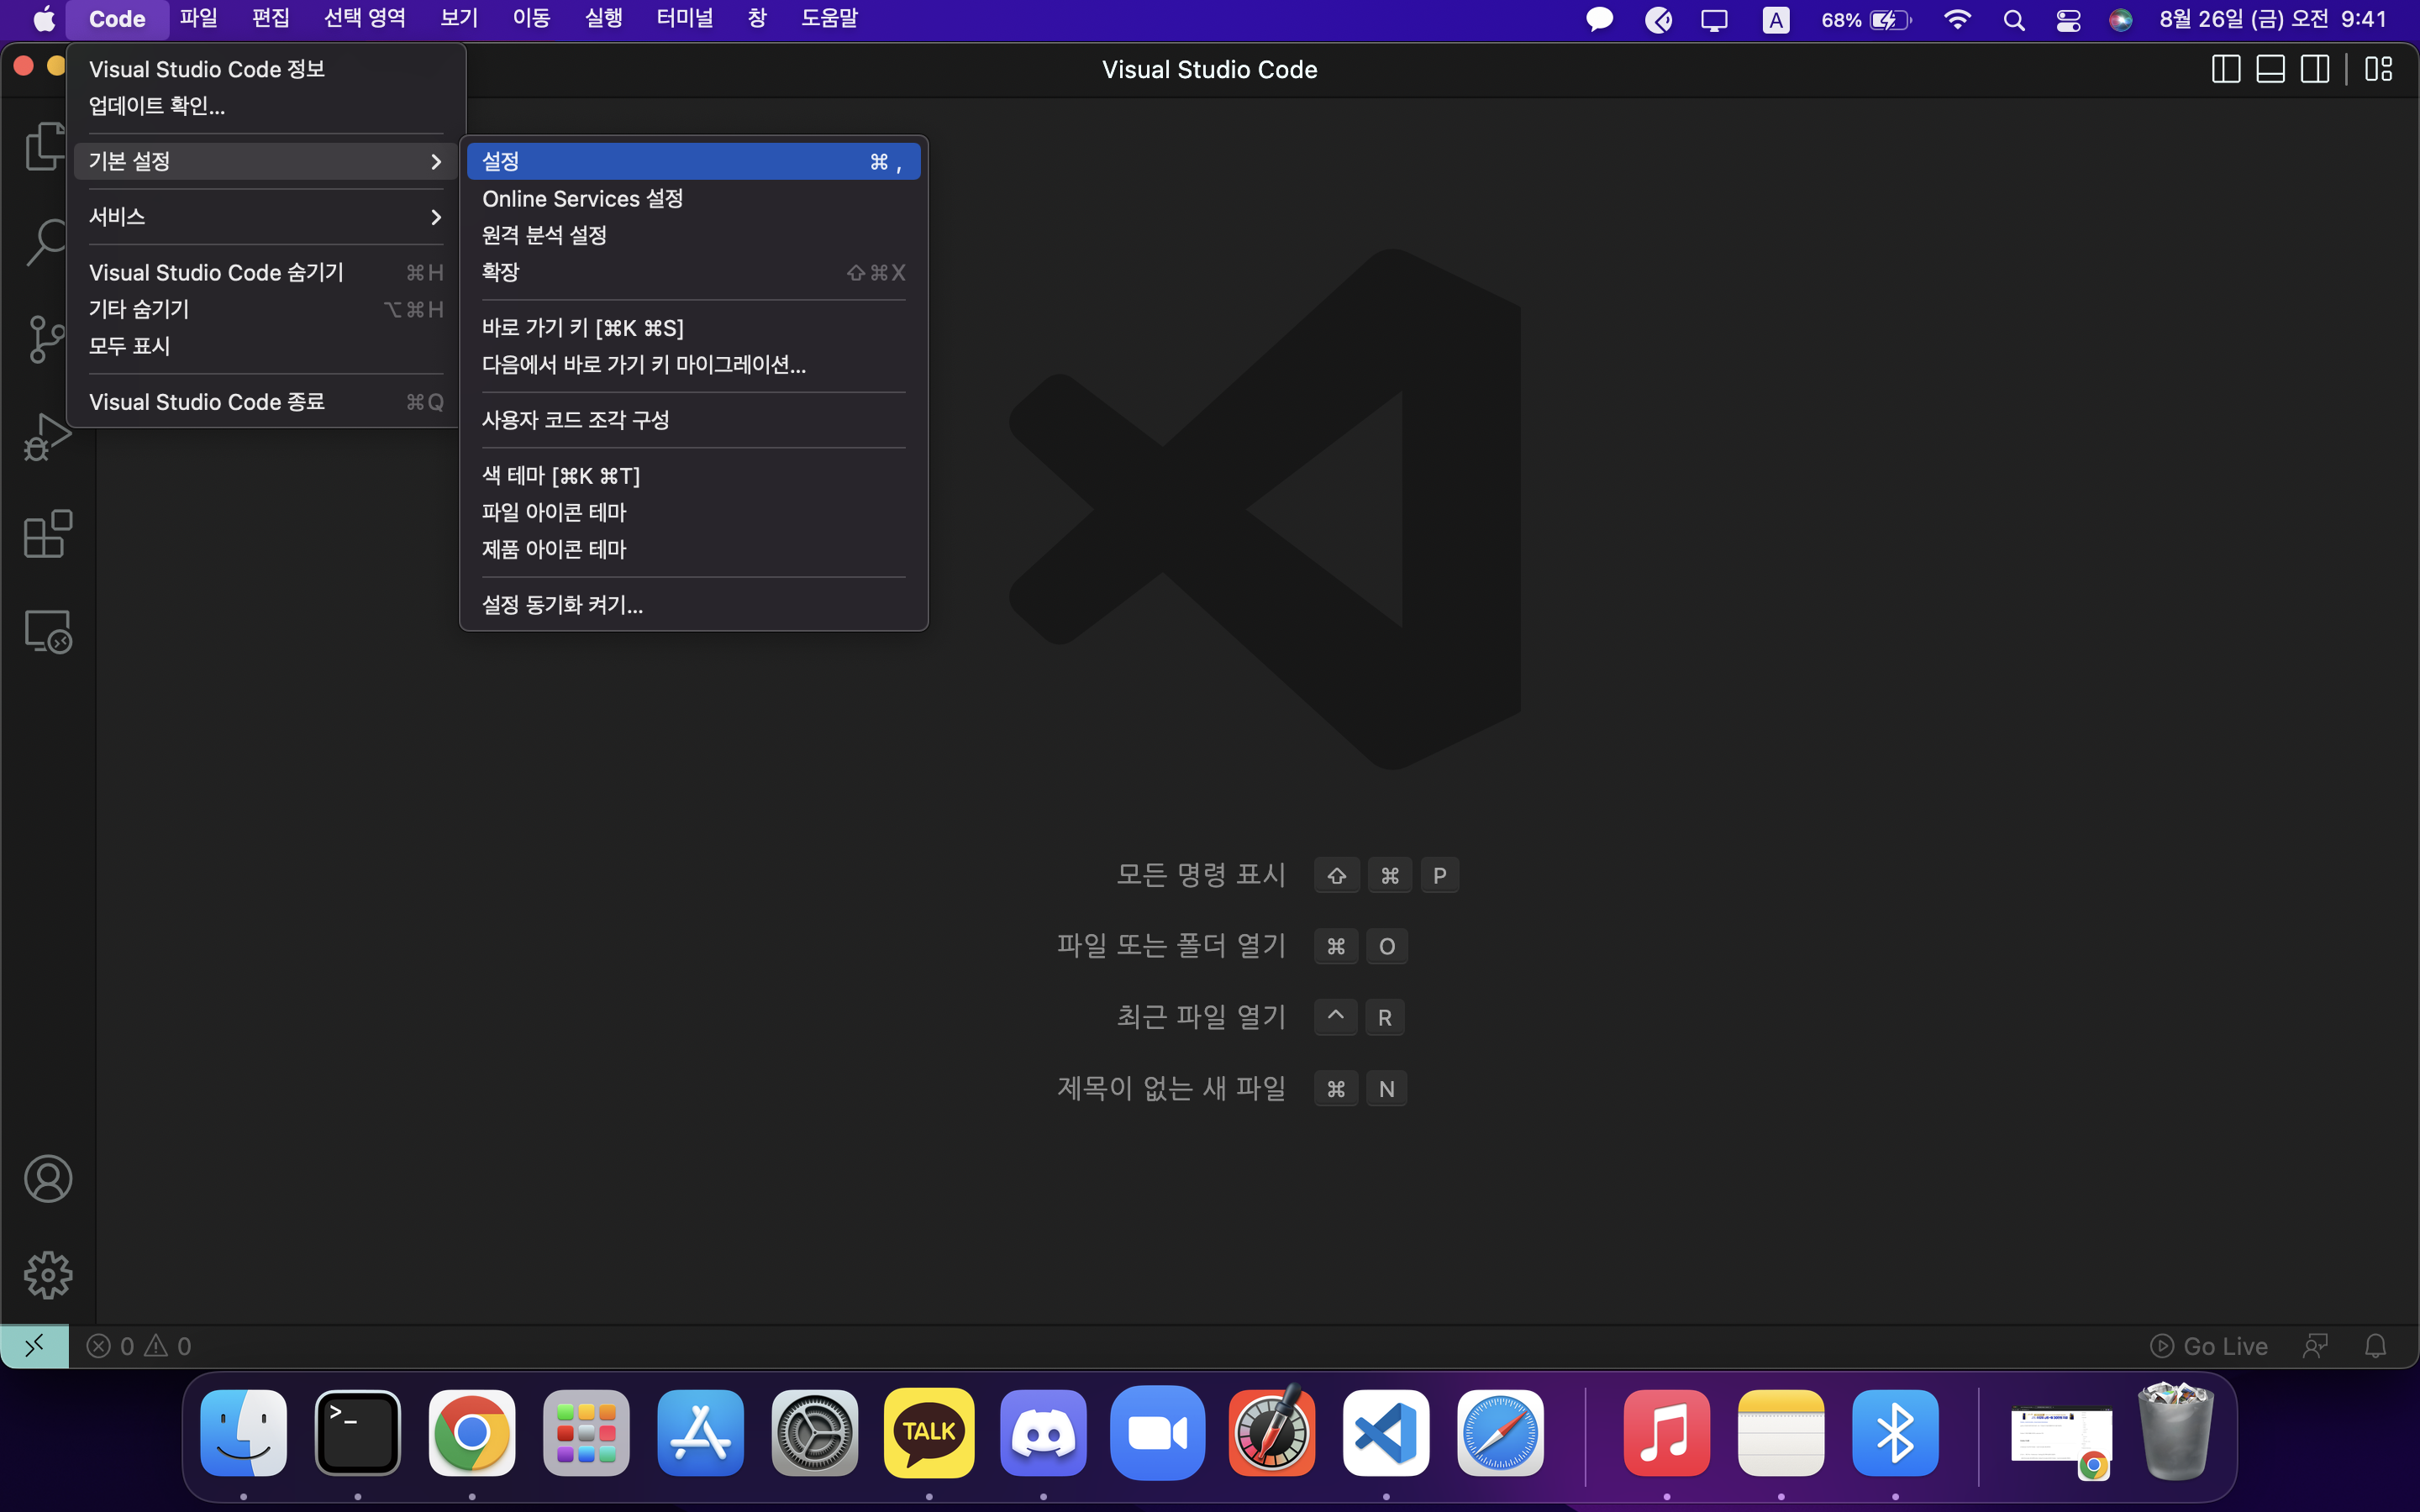 Code 파일 편집 선택 영역 보기 이동 실행 터미널 창 도움말 A 68% 8월 26일 (금) 오전 9:41
Visual Studio Code
Visual Studio Code 정보
업데이트 확인...
기본 설정
서비스
Visual Studio Code 숨기기 ⌘H
기타 숨기기 ⌥⌘H
모두 표시
Visual Studio Code 종료 ⌘Q
설정 ⌘ ,
Online Services 설정
원격 분석 설정
확장 ⇧⌘X
바로 가기 키 [⌘K ⌘S]
다음에서 바로 가기 키 마이그레이션...
사용자 코드 조각 구성
색 테마 [⌘K ⌘T]
파일 아이콘 테마
제품 아이콘 테마
설정 동기화 켜기...
모든 명령 표시 ⇧ ⌘ P
파일 또는 폴더 열기 ⌘ O
최근 파일 열기 ^ R
제목이 없는 새 파일 ⌘ N
0 0 Go Live
>_
TALK